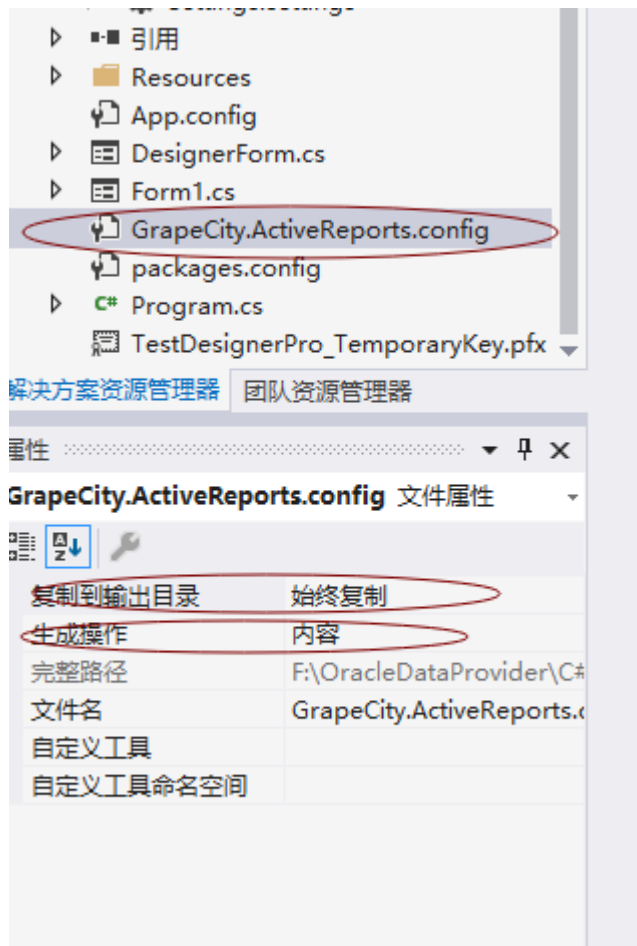 引用
Resources
App.config
DesignerForm.cs
Form1.cs
GrapeCity.ActiveReports.config
packages.config
C# Program.cs
TestDesignerPro_TemporaryKey.pfx
解决方案资源管理器 团队资源管理器
属性
GrapeCity.ActiveReports.config 文件属性
复制到输出目录 始终复制
生成操作 内容
完整路径 F:\OracleDataProvider\C#
文件名 GrapeCity.ActiveReports.c
自定义工具
自定义工具命名空间